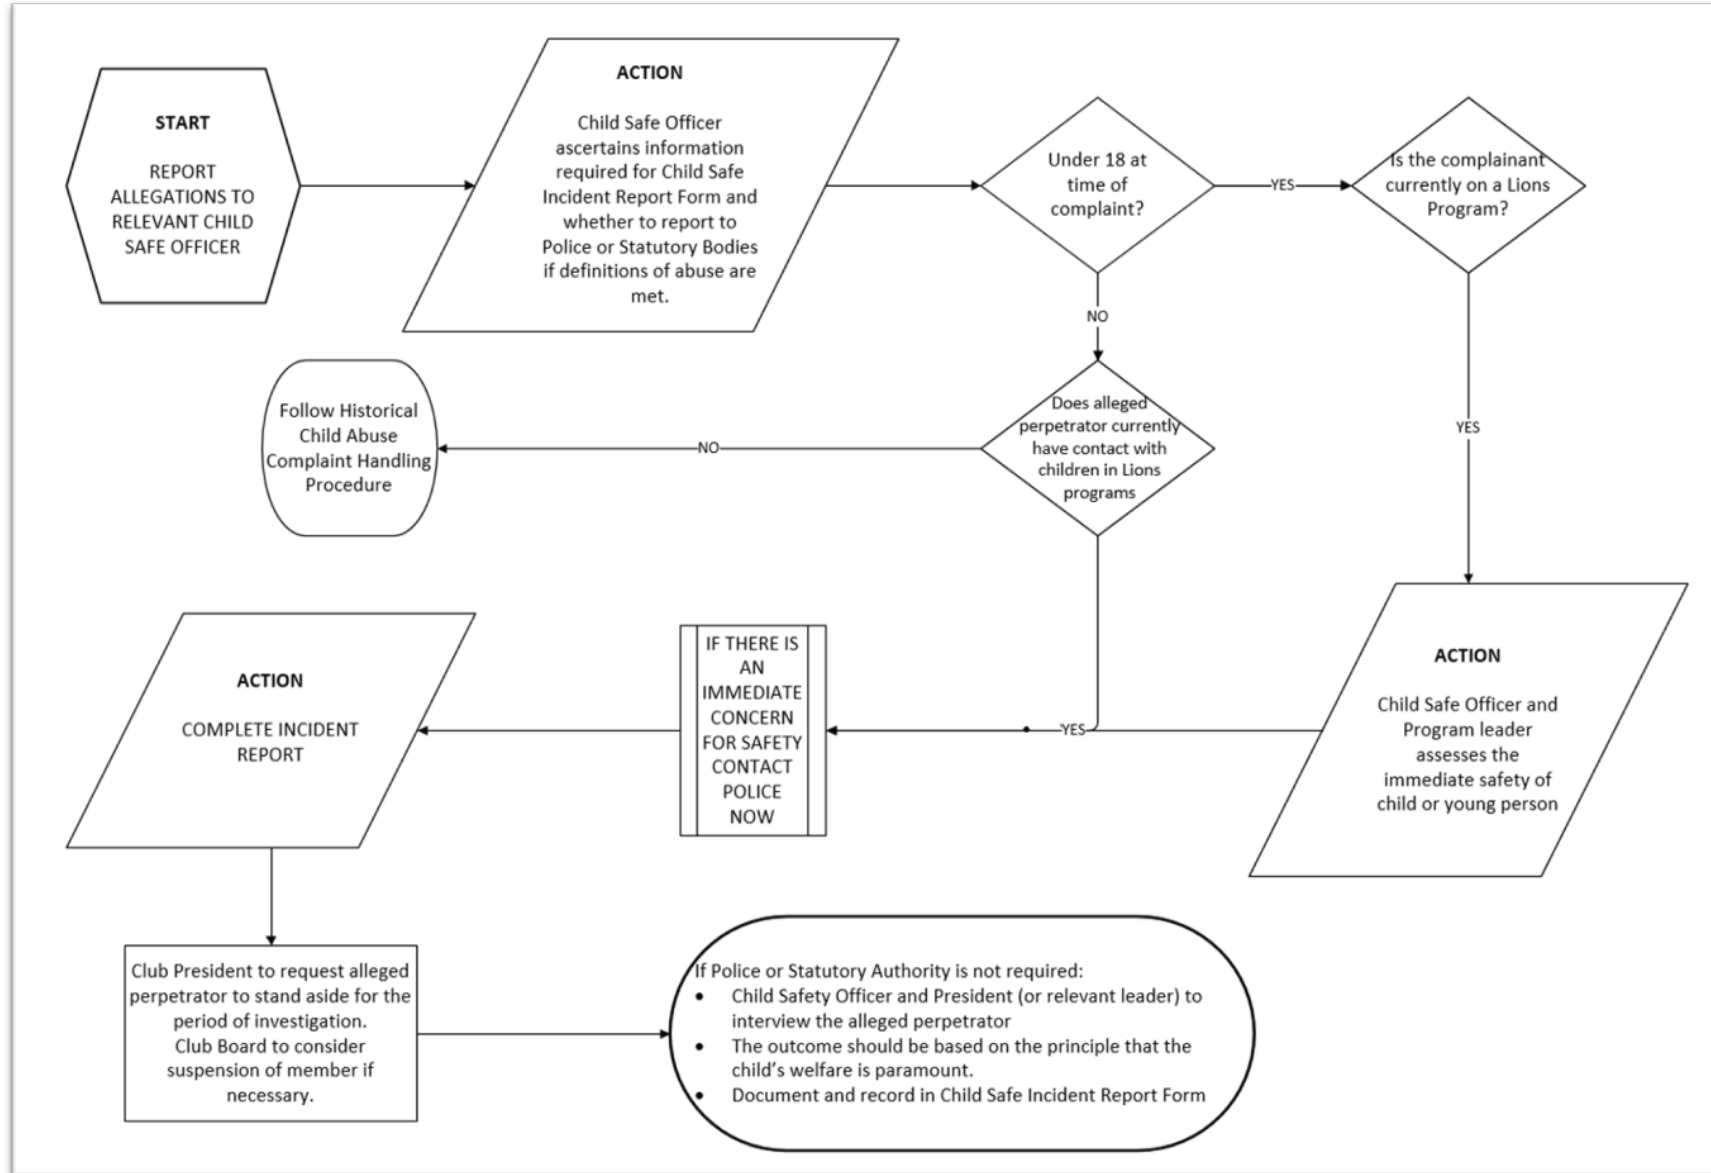 START
REPORT
ALLEGATIONS TO
RELEVANT CHILD
SAFE OFFICER
ACTION
Child Safe Officer
ascertains information
required for Child Safe
Incident Report Form and
whether to report to
Police or Statutory Bodies
if definitions of abuse are
met.
Under 18 at
time of
complaint?
YES
Is the complainant
currently on a Lions
Program?
NO
YES
Does alleged
perpetrator currently
have contact with
children in Lions
programs
NO
Follow Historical
Child Abuse
Complaint Handling
Procedure
YES
ACTION
Child Safe Officer and
Program leader
assesses the
immediate safety of
child or young person
IF THERE IS
AN
IMMEDIATE
CONCERN
FOR SAFETY
CONTACT
POLICE
NOW
ACTION
COMPLETE INCIDENT
REPORT
Club President to request alleged
perpetrator to stand aside for the
period of investigation.
Club Board to consider
suspension of member if
necessary.
If Police or Statutory Authority is not required:
• Child Safety Officer and President (or relevant leader) to
interview the alleged perpetrator
• The outcome should be based on the principle that the
child’s welfare is paramount.
• Document and record in Child Safe Incident Report Form